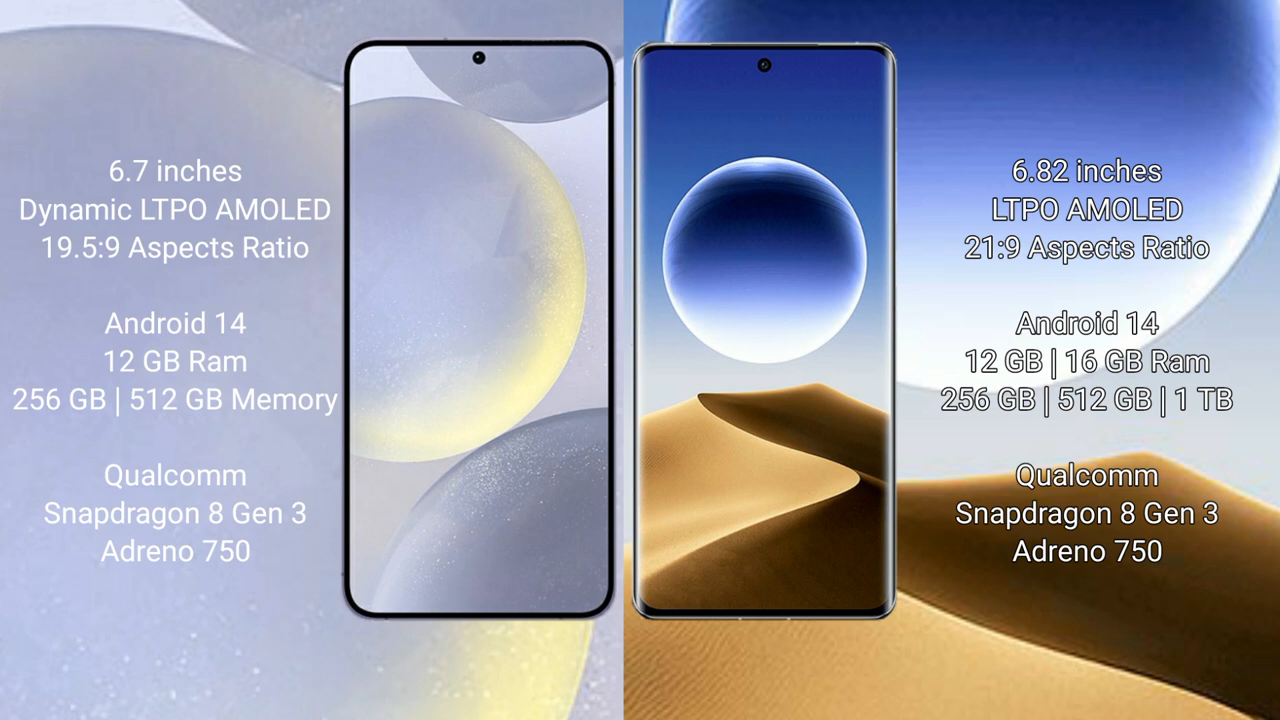 6.7 inches
Dynamic LTPO AMOLED
19.5:9 Aspects Ratio
Android 14
12 GB Ram
256 GB | 512 GB Memory
Qualcomm
Snapdragon 8 Gen 3
Adreno 750
6.82 inches
LTPO AMOLED
21:9 Aspects Ratio
Android 14
12 GB | 16 GB Ram
256 GB | 512 GB | 1 TB
Qualcomm
Snapdragon 8 Gen 3
Adreno 750